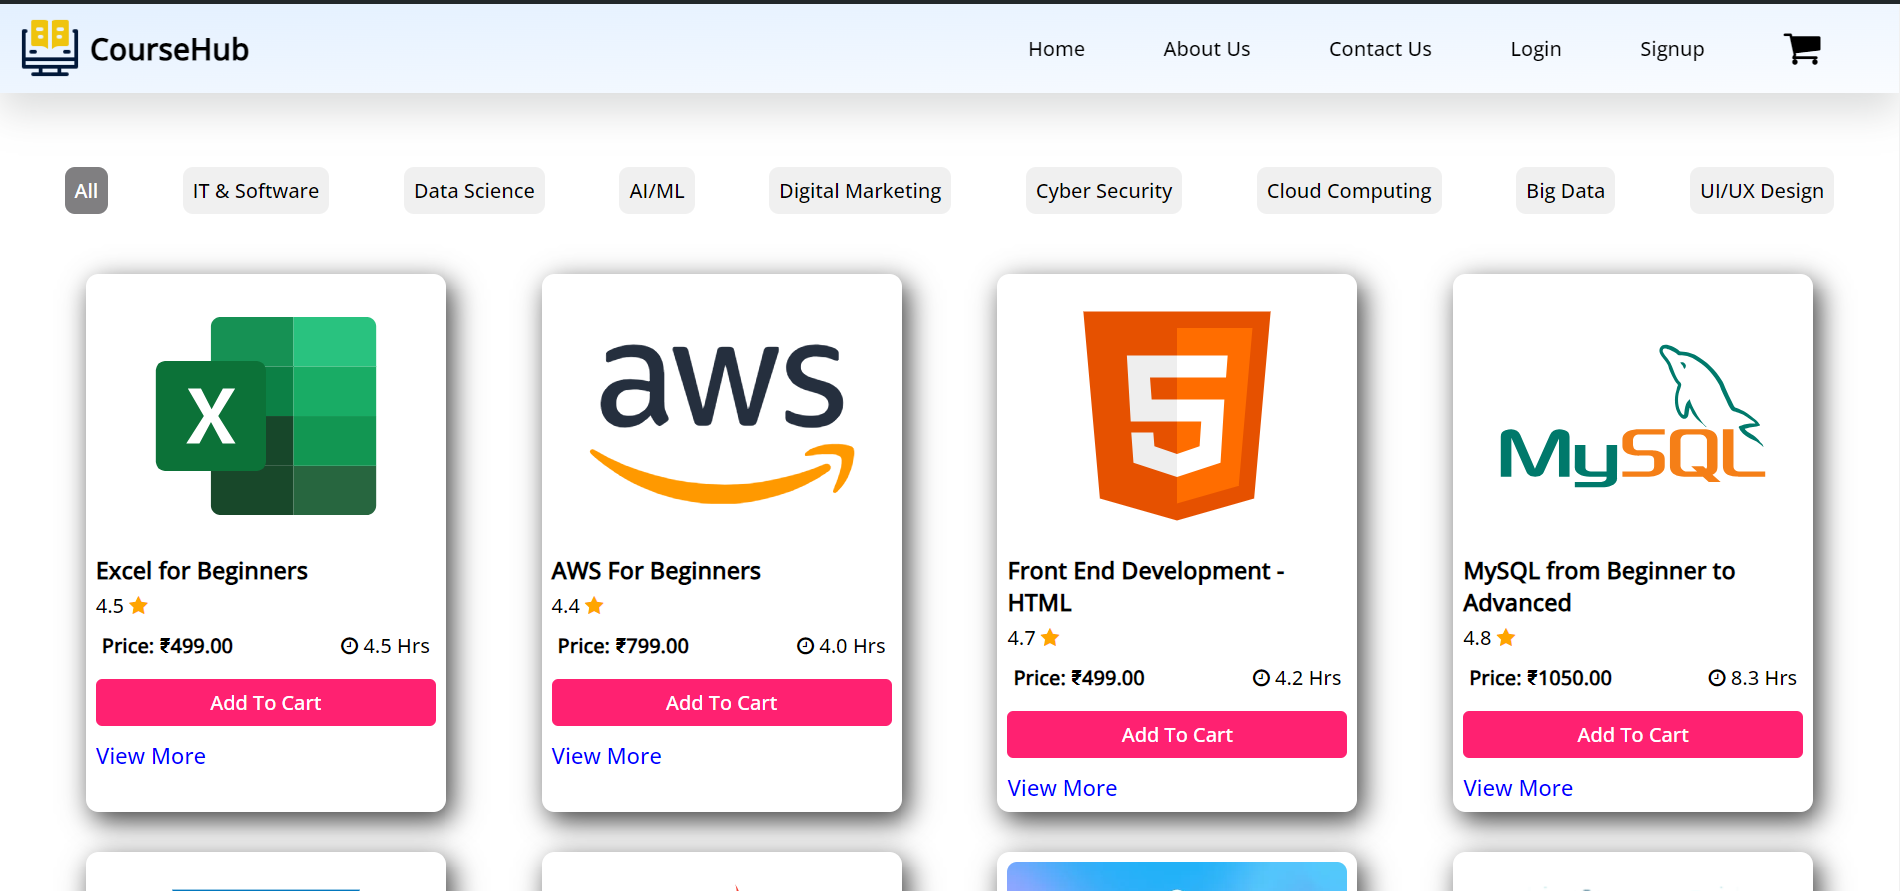 CourseHub
Home About Us Contact Us Login Signup
All IT & Software Data Science AI/ML Digital Marketing Cyber Security Cloud Computing Big Data UI/UX Design
X
Excel for Beginners
4.5
Price: ₹499.00 4.5 Hrs
Add To Cart
View More
aws
AWS For Beginners
4.4
Price: ₹799.00 4.0 Hrs
Add To Cart
View More
5
Front End Development -
HTML
4.7
Price: ₹499.00 4.2 Hrs
Add To Cart
View More
MySQL
MySQL from Beginner to
Advanced
4.8
Price: ₹1050.00 8.3 Hrs
Add To Cart
View More